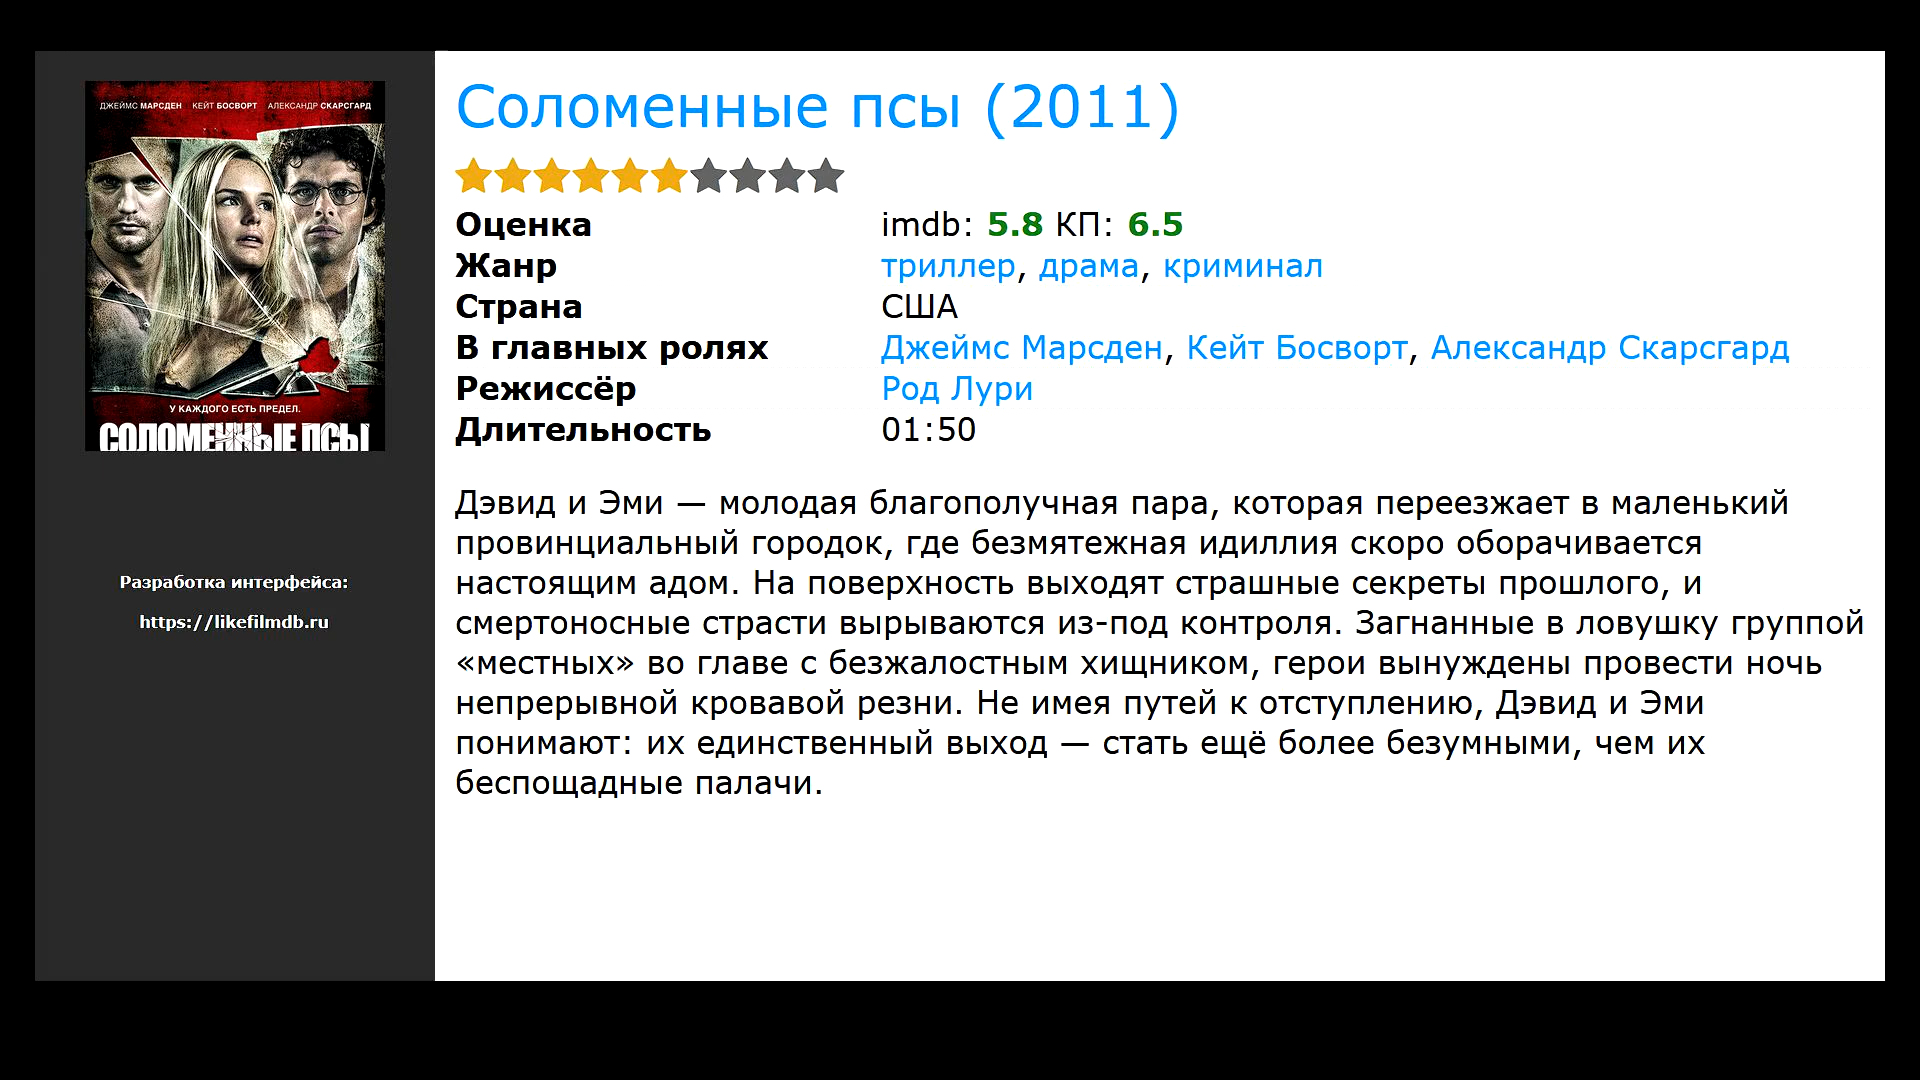 ДЖЕЙМС МАРСДЕН КЕЙТ БОСВОРТ АЛЕКСАНДР СКАРСГАРД
У КАЖДОГО ЕСТЬ ПРЕДЕЛ.
СОЛОМЕННЫЕ ПСЫ
Разработка интерфейса:
https://likefilmdb.ru
Соломенные псы (2011)
Оценка imdb: 5.8 КП: 6.5
Жанр триллер, драма, криминал
Страна США
В главных ролях Джеймс Марсден, Кейт Босворт, Александр Скарсгард
Режиссёр Род Лури
Длительность 01:50
Дэвид и Эми — молодая благополучная пара, которая переезжает в маленький
провинциальный городок, где безмятежная идиллия скоро оборачивается
настоящим адом. На поверхность выходят страшные секреты прошлого, и
смертоносные страсти вырываются из-под контроля. Загнанные в ловушку группой
«местных» во главе с безжалостным хищником, герои вынуждены провести ночь
непрерывной кровавой резни. Не имея путей к отступлению, Дэвид и Эми
понимают: их единственный выход — стать ещё более безумными, чем их
беспощадные палачи.